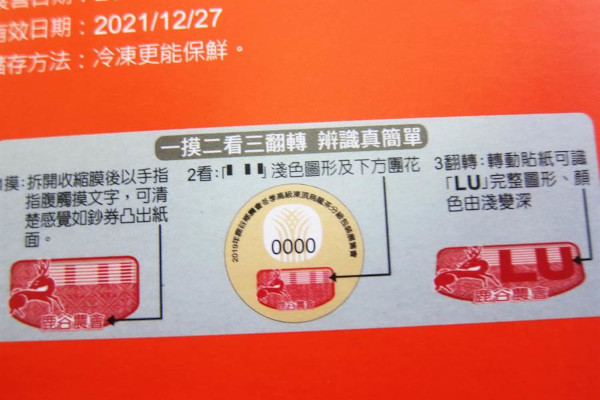 有效日期：2021/12/27
儲存方法：冷凍更能保鮮。
一摸二看三翻轉 辨識真簡單
1摸：拆開收縮膜後以手指
指腹觸摸文字，可清
楚感覺如鈔券凸出紙
面。
鹿谷農會
2看：「▮▮▮」淺色圖形及下方團花
0000
3翻轉：轉動貼紙可識
「LU」完整圖形、顏
色由淺變深
LU
鹿谷農會